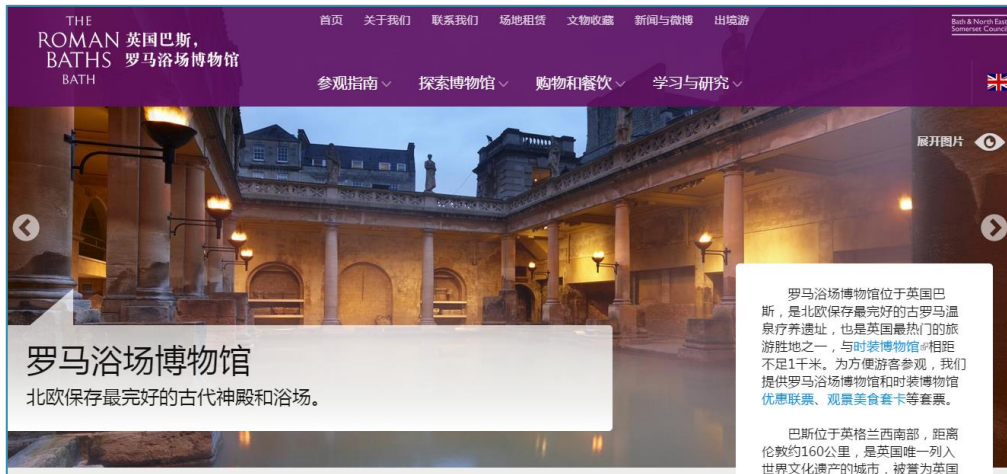 THE
ROMAN 英国巴斯，
BATHS 罗马浴场博物馆
BATH
首页 关于我们 联系我们 场地租赁 文物收藏 新闻与微博 出境游
Bath & North East
Somerset Council
参观指南 探索博物馆 购物和餐饮 学习与研究
展开图片
罗马浴场博物馆
北欧保存最完好的古代神殿和浴场。
罗马浴场博物馆位于英国巴
斯，是北欧保存最完好的古罗马温
泉疗养遗址，也是英国最热门的旅
游胜地之一，与时装博物馆相距
不足1千米。为方便游客参观，我们
提供罗马浴场博物馆和时装博物馆
优惠联票、观景美食套卡等套票。
巴斯位于英格兰西南部，距离
伦敦约160公里，是英国唯一列入
世界文化遗产的城市，被誉为英国